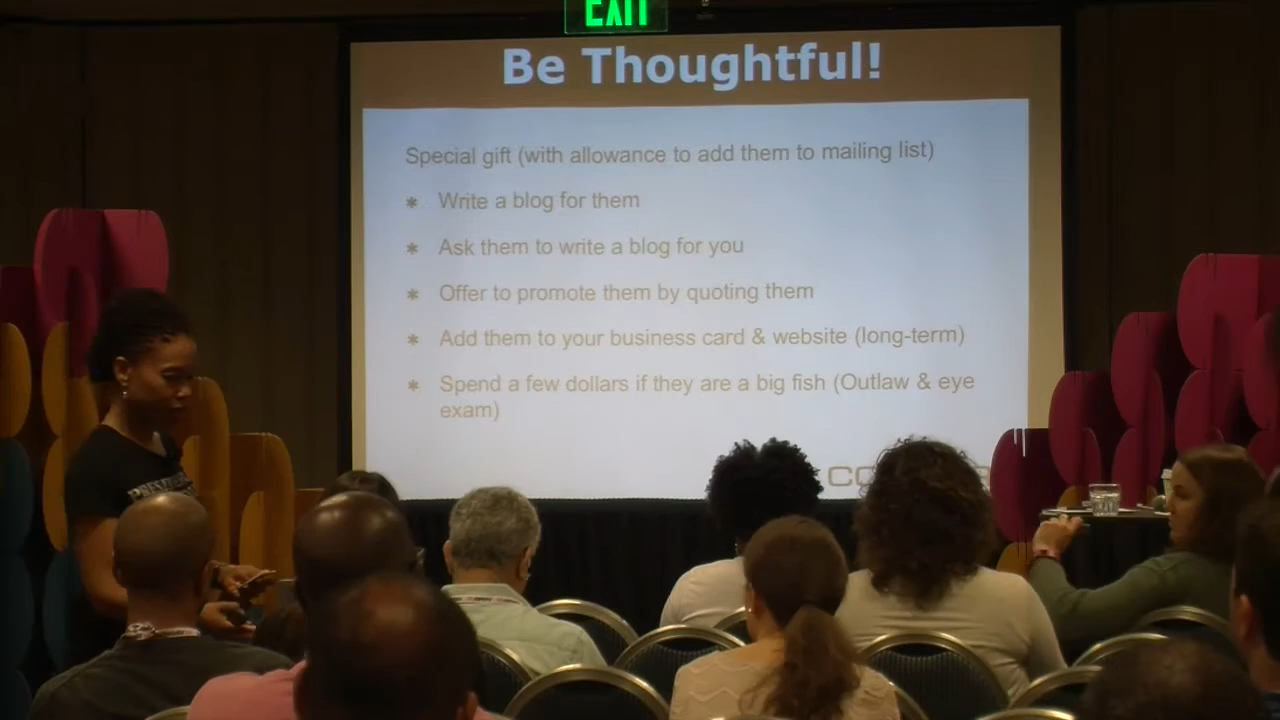 EXIT
Be Thoughtful!
Special gift (with allowance to add them to mailing list)
* Write a blog for them
* Ask them to write a blog for you
* Offer to promote them by quoting them
* Add them to your business card & website (long-term)
* Spend a few dollars if they are a big fish (Outlaw & eye
exam)